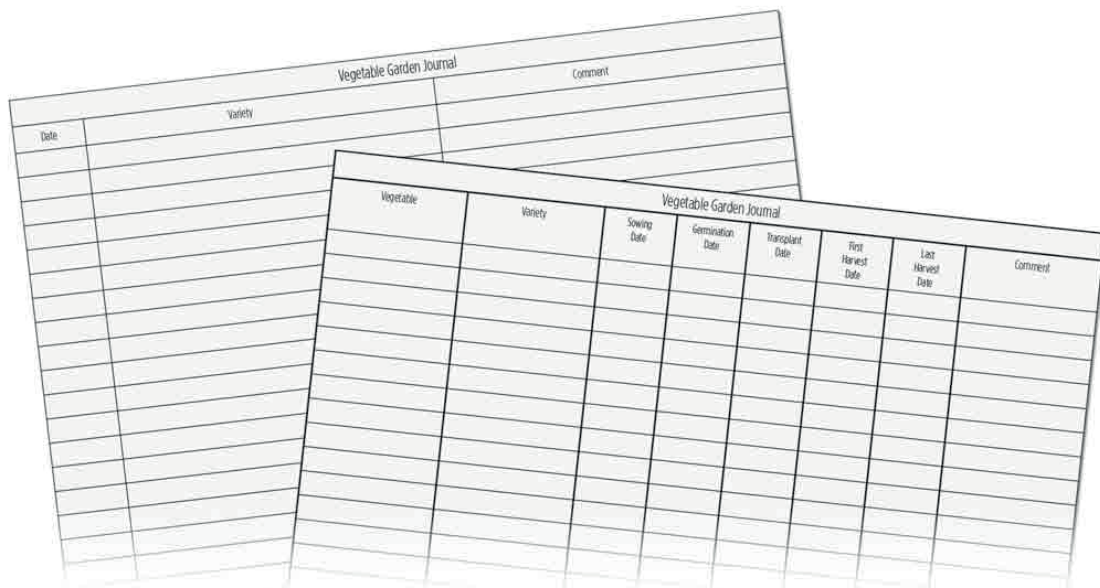 Vegetable Garden Journal
Date Variety Comment
Vegetable Garden Journal
Vegetable Variety Sowing Date Germination Date Transplant Date First Harvest Date Last Harvest Date Comment